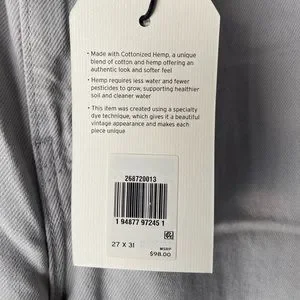 • Made with Cottonized Hemp, a unique
blend of cotton and hemp offering an
authentic look and softer feel
• Hemp requires less water and fewer
pesticides to grow, supporting healthier
soil and cleaner water
• This item was created using a specialty
dye technique, which gives it a beautiful
vintage appearance and makes each
piece unique
268720013
1 94877 97245 1
27 X 31
MSRP
$98.00